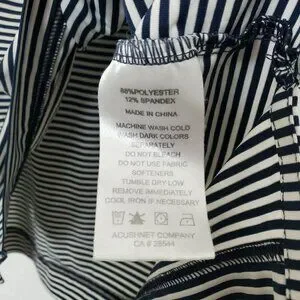 88%POLYESTER
12% SPANDEX
MADE IN CHINA
MACHINE WASH COLD
WASH DARK COLORS
SEPARATELY
DO NOT BLEACH
DO NOT USE FABRIC
SOFTENERS
TUMBLE DRY LOW
REMOVE IMMEDIATELY
COOL IRON IF NECESSARY
ACUSHNET COMPANY
CA # 25544